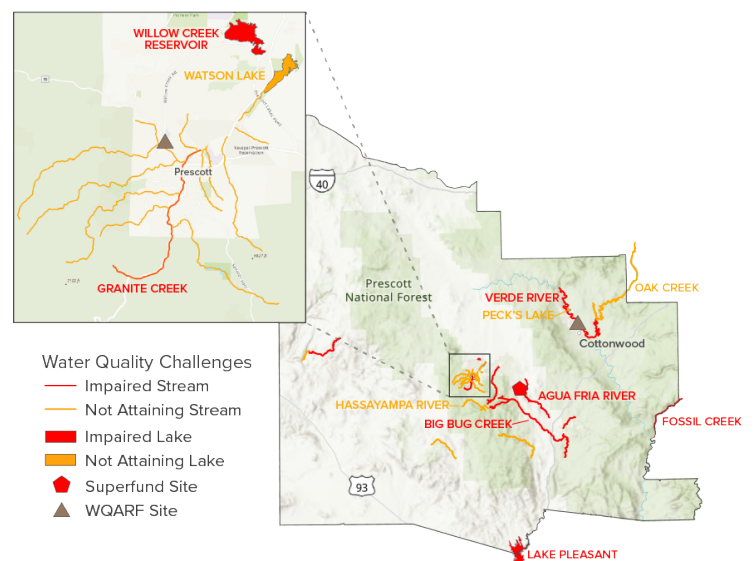 WILLOW CREEK
RESERVOIR
WATSON LAKE
Prescott
GRANITE CREEK
40
Prescott
National Forest
OAK CREEK
VERDE RIVER
PECK'S LAKE
Cottonwood
HASSAYAMPA RIVER
AGUA FRIA RIVER
BIG BUG CREEK
FOSSIL CREEK
93
LAKE PLEASANT
Water Quality Challenges
Impaired Stream
Not Attaining Stream
Impaired Lake
Not Attaining Lake
Superfund Site
WQARF Site